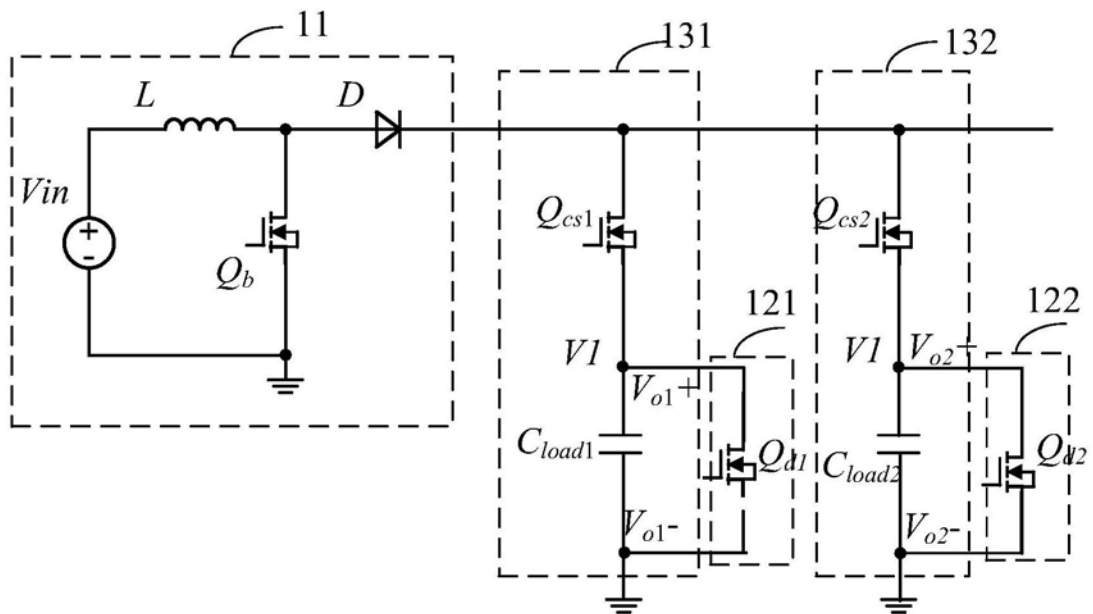 11
131
132
L
D
Vin
+
-
Qb
Qcs1
Qcs2
121
122
V1
Vo1+
V1
Vo2+
Cload1
Qd1
Cload2
Qd2
Vo1-
Vo2-